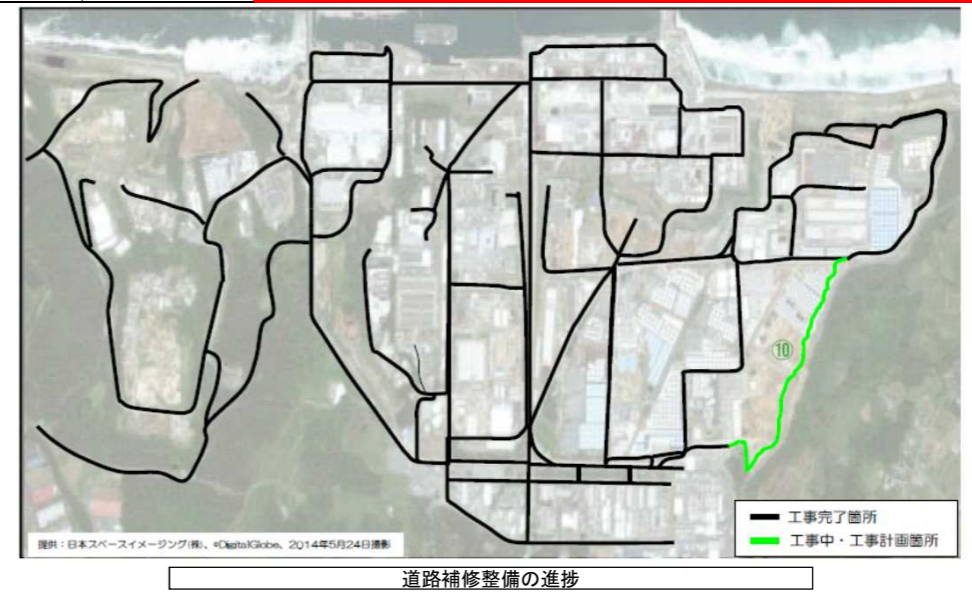 ⑩
工事完了箇所
工事中・工事計画箇所
提供：日本スペースイメージング(株)、©DigitalGlobe、2014年5月24日撮影
道路補修整備の進捗